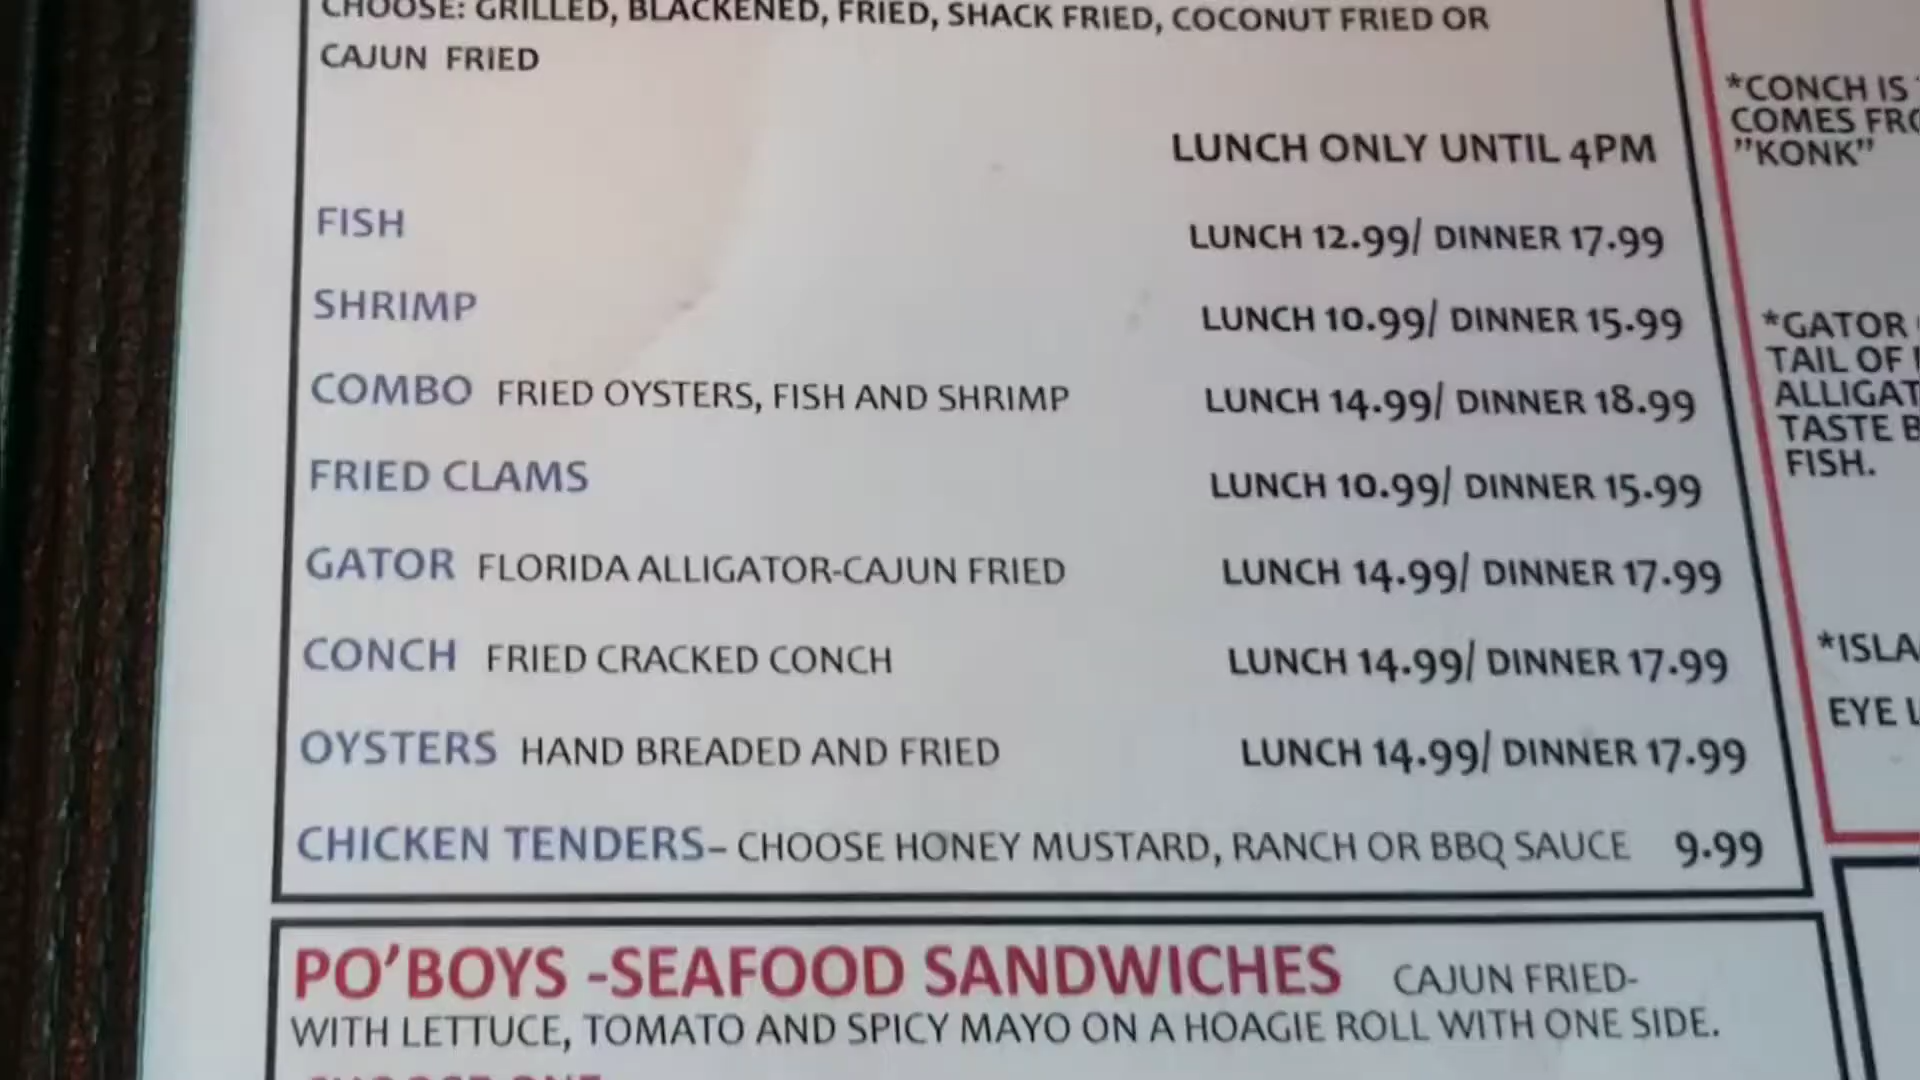 CHOOSE: GRILLED, BLACKENED, FRIED, SHACK FRIED, COCONUT FRIED OR
CAJUN FRIED
LUNCH ONLY UNTIL 4PM
FISH LUNCH 12.99/ DINNER 17.99
SHRIMP LUNCH 10.99/ DINNER 15.99
COMBO FRIED OYSTERS, FISH AND SHRIMP LUNCH 14.99/ DINNER 18.99
FRIED CLAMS LUNCH 10.99/ DINNER 15.99
GATOR FLORIDA ALLIGATOR-CAJUN FRIED LUNCH 14.99/ DINNER 17.99
CONCH FRIED CRACKED CONCH LUNCH 14.99/ DINNER 17.99
OYSTERS HAND BREADED AND FRIED LUNCH 14.99/ DINNER 17.99
CHICKEN TENDERS– CHOOSE HONEY MUSTARD, RANCH OR BBQ SAUCE 9.99
PO’BOYS -SEAFOOD SANDWICHES CAJUN FRIED-
WITH LETTUCE, TOMATO AND SPICY MAYO ON A HOAGIE ROLL WITH ONE SIDE.
*CONCH IS
COMES
”KONK”
*GATOR
TAIL OF
TASTE
FISH.
EYE